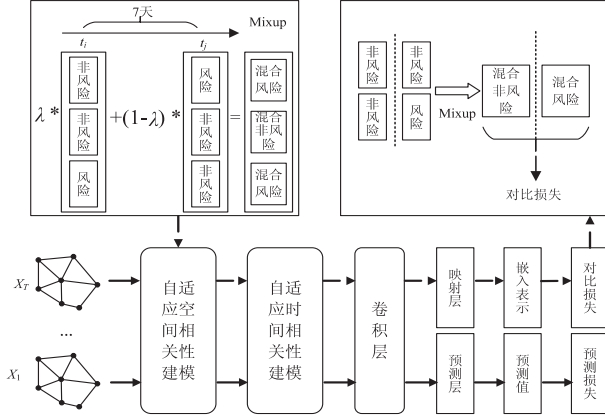 7天
Mixup
t_i
t_j
λ *
非风险
非风险
风险
+(1-λ) *
风险
非风险
非风险
=
混合风险
混合非风险
混合风险
非风险
非风险
非风险
风险
Mixup
混合非风险
混合风险
对比损失
X_T
...
X_1
自适应空间相关性建模
自适应时间相关性建模
卷积层
映射层
嵌入表示
对比损失
预测层
预测值
预测损失